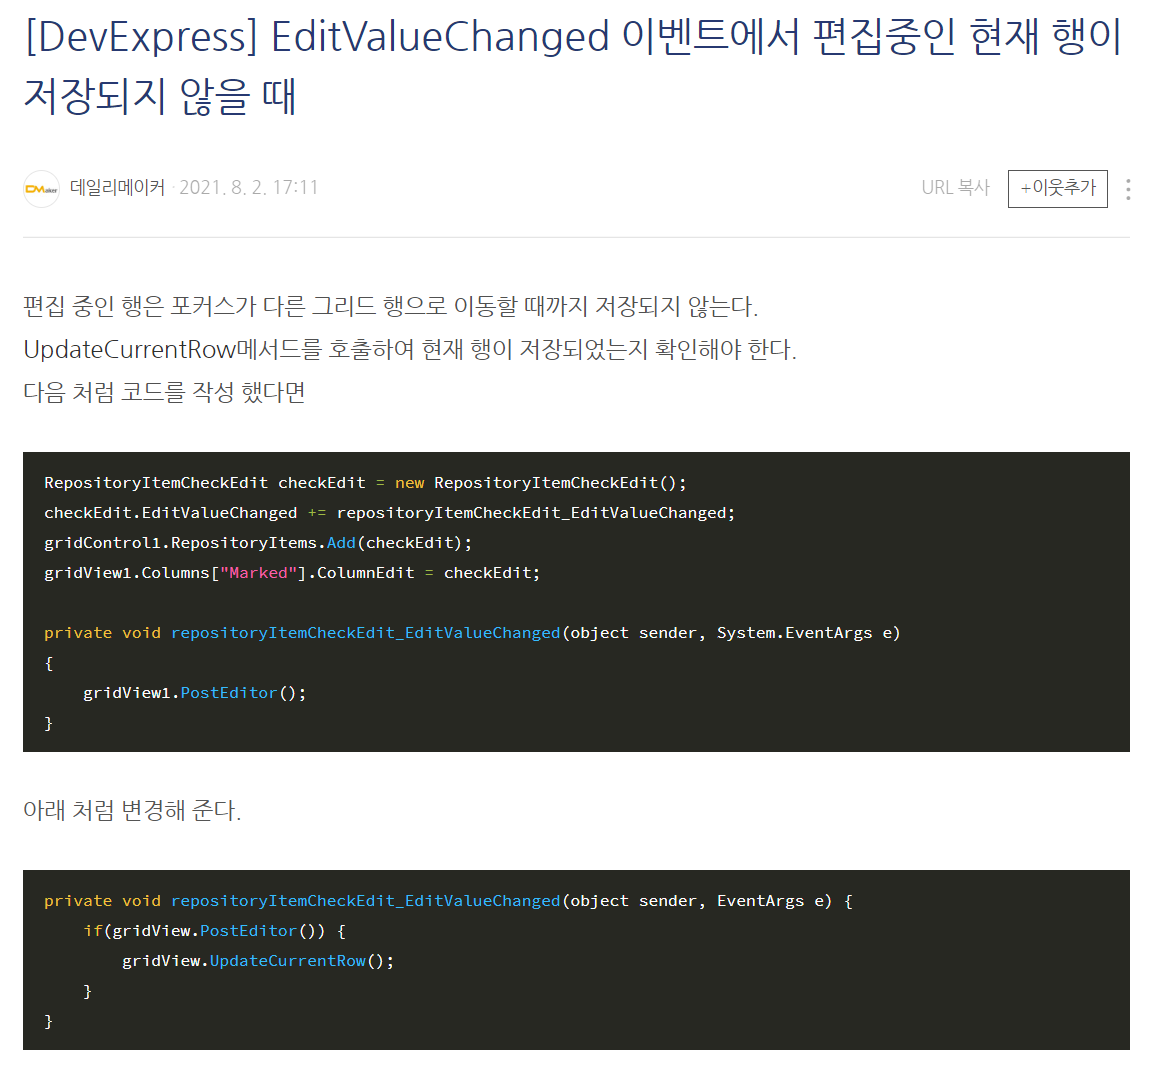 [DevExpress] EditValueChanged 이벤트에서 편집중인 현재 행이
저장되지 않을 때
DMaker 데일리메이커 · 2021. 8. 2. 17:11 URL 복사 +이웃추가
편집 중인 행은 포커스가 다른 그리드 행으로 이동할 때까지 저장되지 않는다.
UpdateCurrentRow메서드를 호출하여 현재 행이 저장되었는지 확인해야 한다.
다음 처럼 코드를 작성 했다면
RepositoryItemCheckEdit checkEdit = new RepositoryItemCheckEdit();
checkEdit.EditValueChanged += repositoryItemCheckEdit_EditValueChanged;
gridControl1.RepositoryItems.Add(checkEdit);
gridView1.Columns["Marked"].ColumnEdit = checkEdit;
private void repositoryItemCheckEdit_EditValueChanged(object sender, System.EventArgs e)
{
    gridView1.PostEditor();
}
아래 처럼 변경해 준다.
private void repositoryItemCheckEdit_EditValueChanged(object sender, EventArgs e) {
    if(gridView.PostEditor()) {
        gridView.UpdateCurrentRow();
    }
}